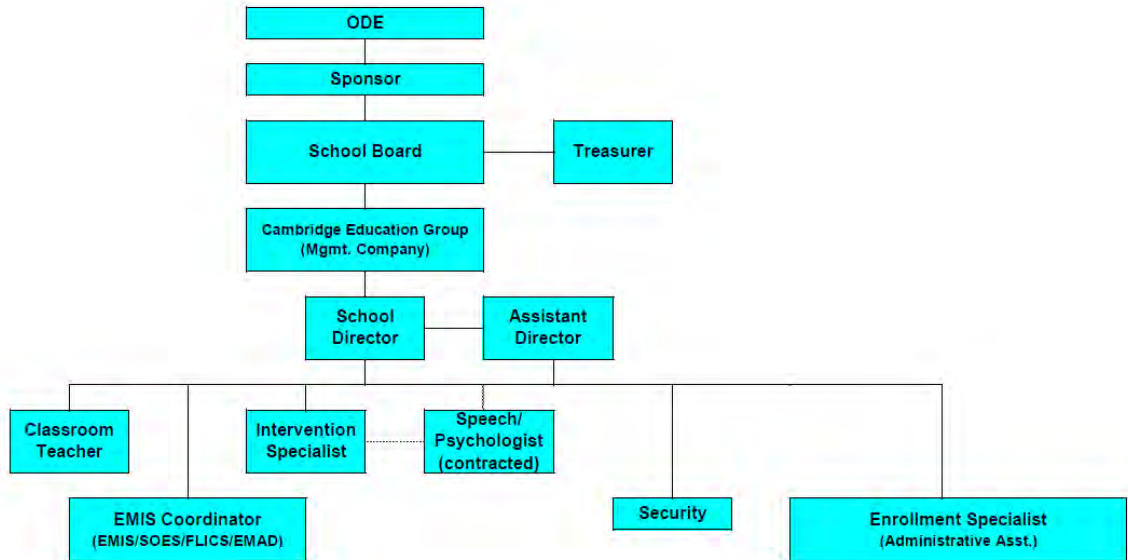 ODE
Sponsor
School Board
Treasurer
Cambridge Education Group
(Mgmt. Company)
School
Director
Assistant
Director
Classroom
Teacher
Intervention
Specialist
Speech/
Psychologist
(contracted)
EMIS Coordinator
(EMIS/SOES/FLICS/EMAD)
Security
Enrollment Specialist
(Administrative Asst.)